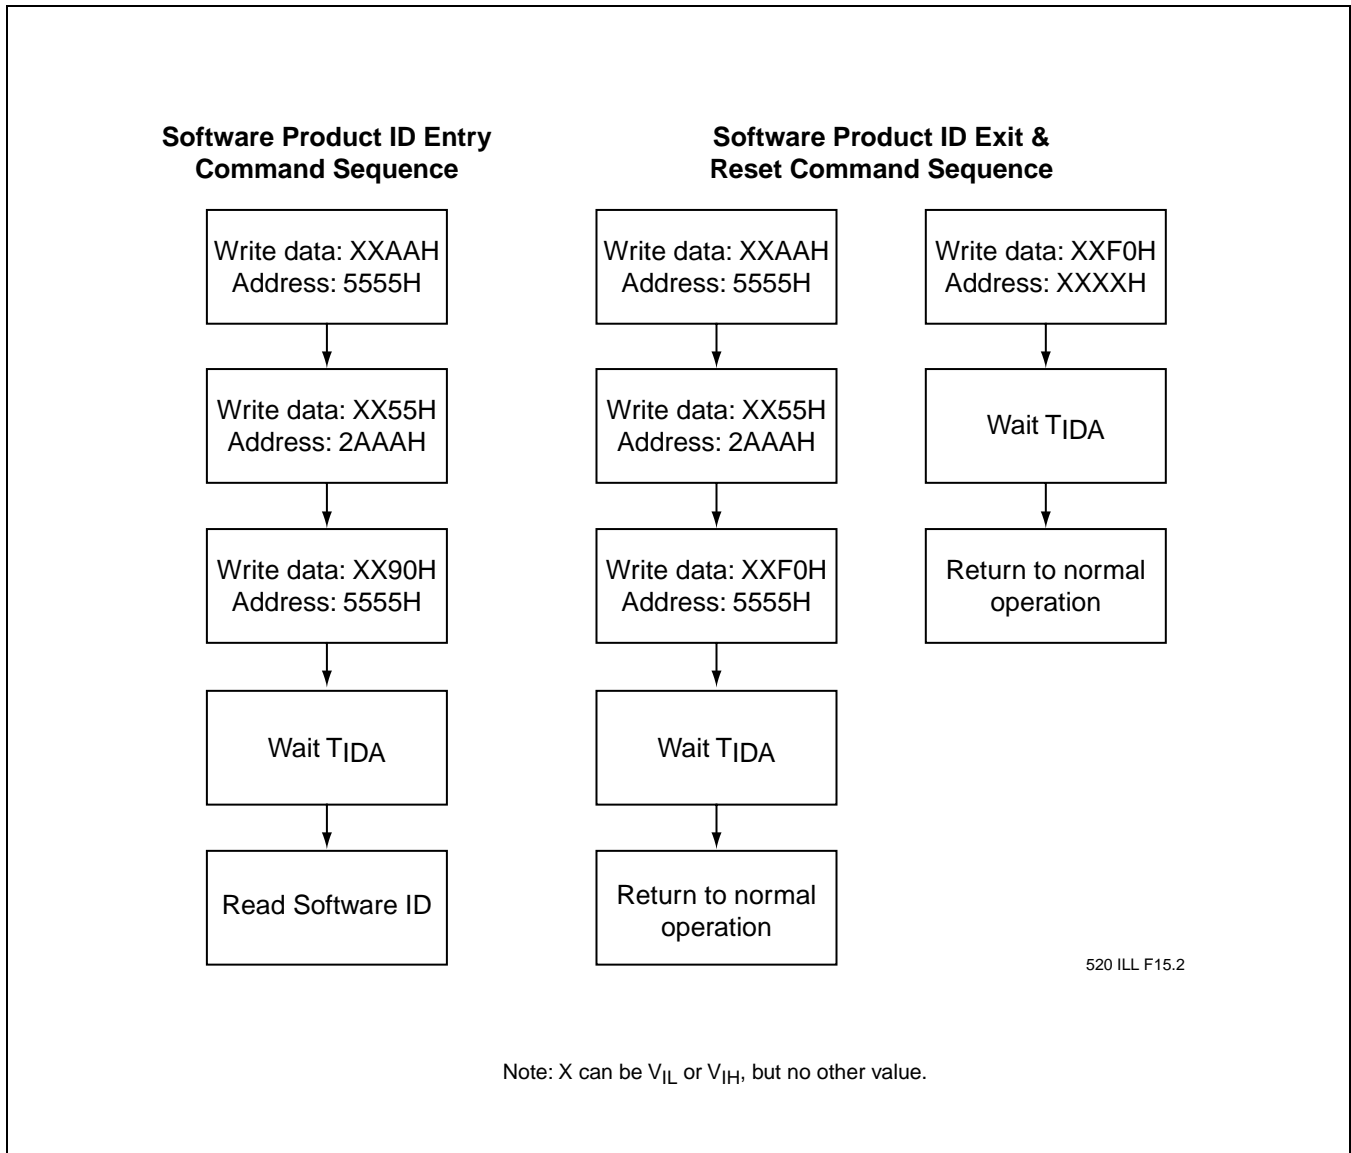 Software Product ID Entry
Command Sequence
Write data: XXAAH
Address: 5555H
Write data: XX55H
Address: 2AAAH
Write data: XX90H
Address: 5555H
Wait TIDA
Read Software ID
Software Product ID Exit &
Reset Command Sequence
Write data: XXAAH
Address: 5555H
Write data: XX55H
Address: 2AAAH
Write data: XXF0H
Address: 5555H
Wait TIDA
Return to normal
operation
Write data: XXF0H
Address: XXXXH
Wait TIDA
Return to normal
operation
520 ILL F15.2
Note: X can be VIL or VIH, but no other value.